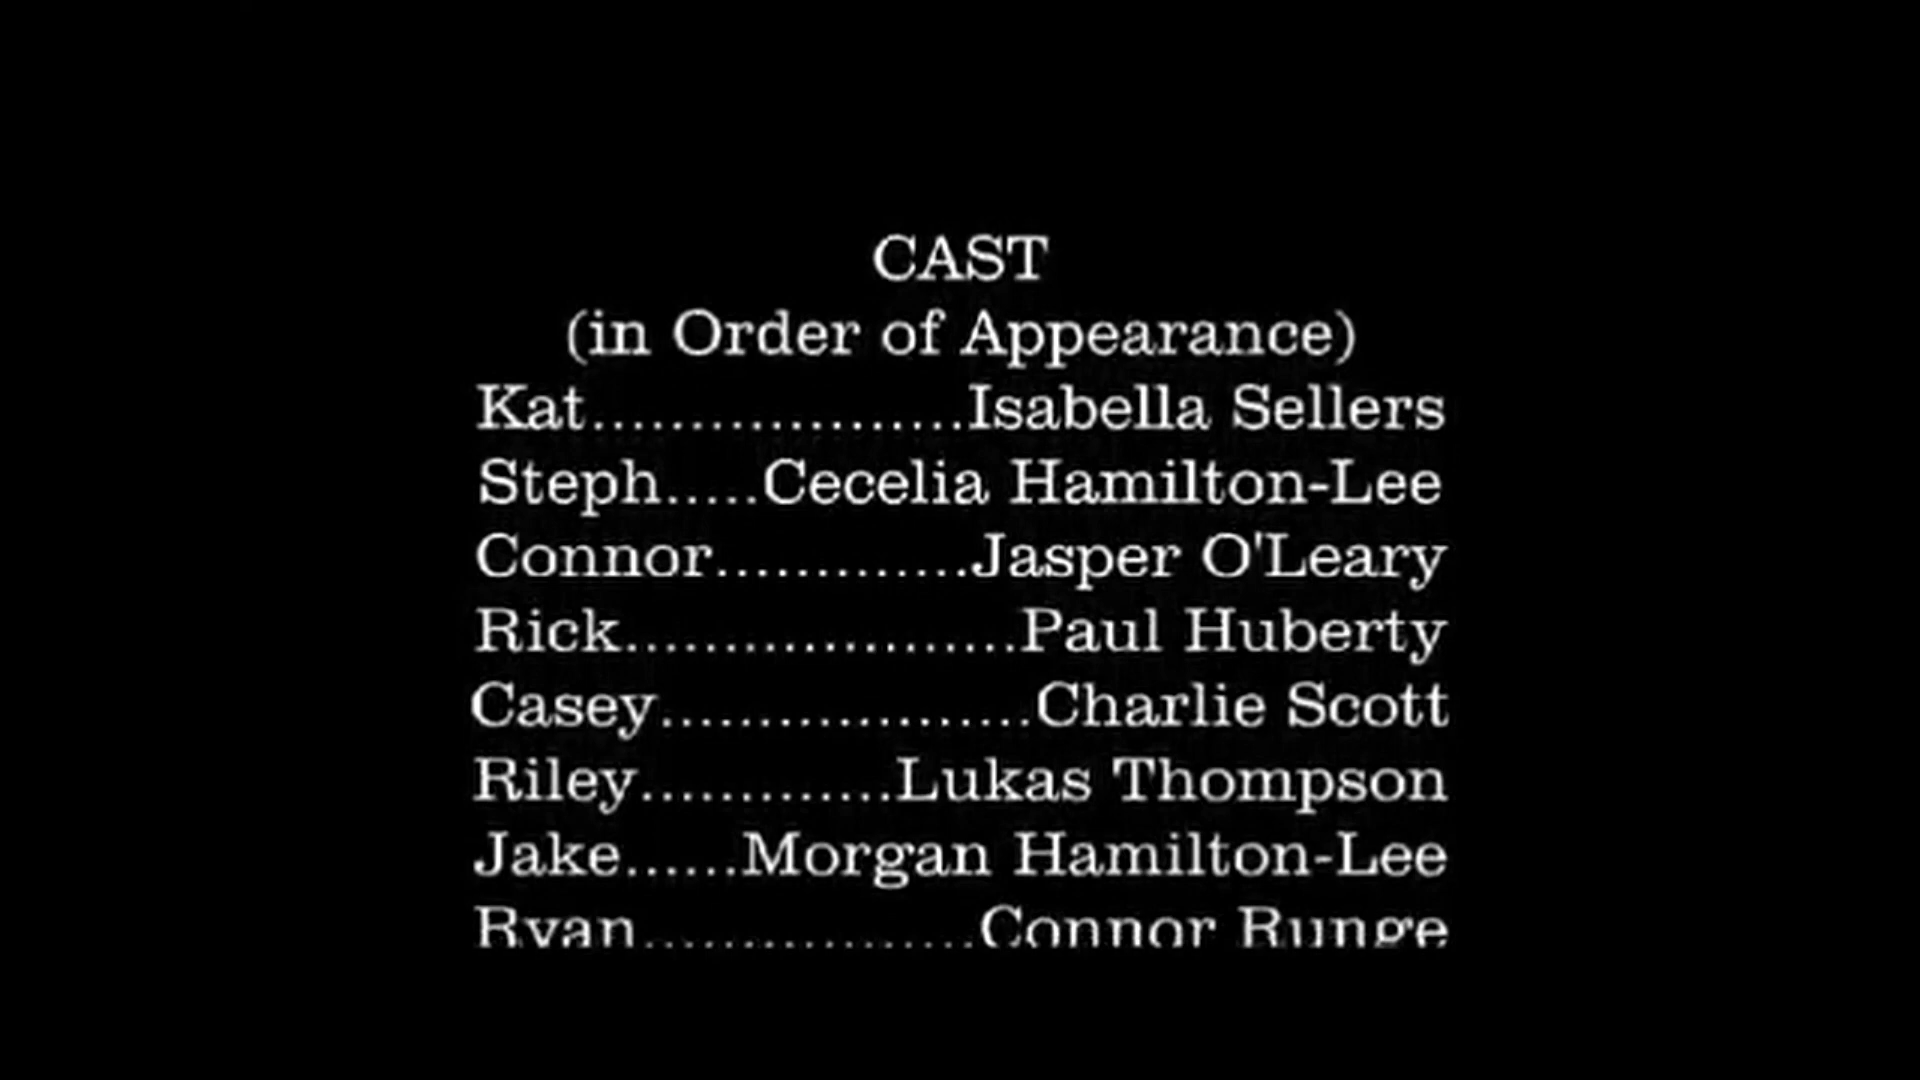 CAST
(in Order of Appearance)
Kat...................Isabella Sellers
Steph.....Cecelia Hamilton-Lee
Connor.............Jasper O'Leary
Rick....................Paul Huberty
Casey...................Charlie Scott
Riley.............Lukas Thompson
Jake......Morgan Hamilton-Lee
Ryan.................Connor Runge